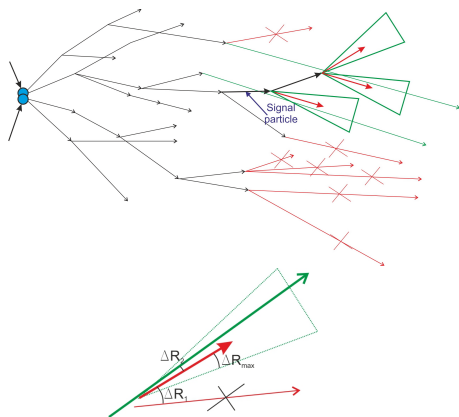 Signal
particle
ΔR₂
ΔRₘₐₓ
ΔR₁